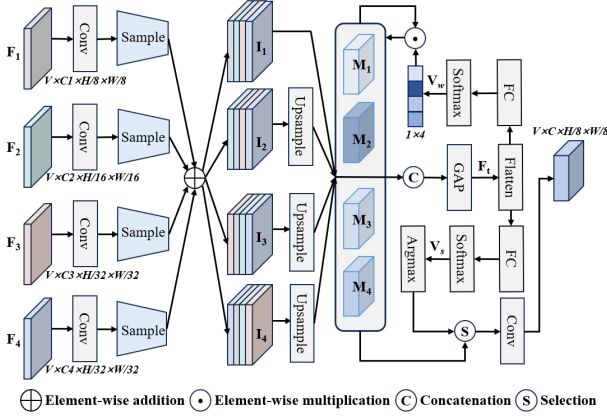 F1
Conv
Sample
V×C1×H/8×W/8
F2
Conv
Sample
V×C2×H/16×W/16
F3
Conv
Sample
V×C3×H/32×W/32
F4
Conv
Sample
V×C4×H/32×W/32
I1
I2
Upsample
I3
Upsample
I4
Upsample
M1
M2
M3
M4
1×4
Vw
Softmax
FC
C
GAP
Ft
Flatten
V×C×H/8×W/8
Argmax
Vs
Softmax
FC
S
Conv
Element-wise addition
Element-wise multiplication
C Concatenation
S Selection